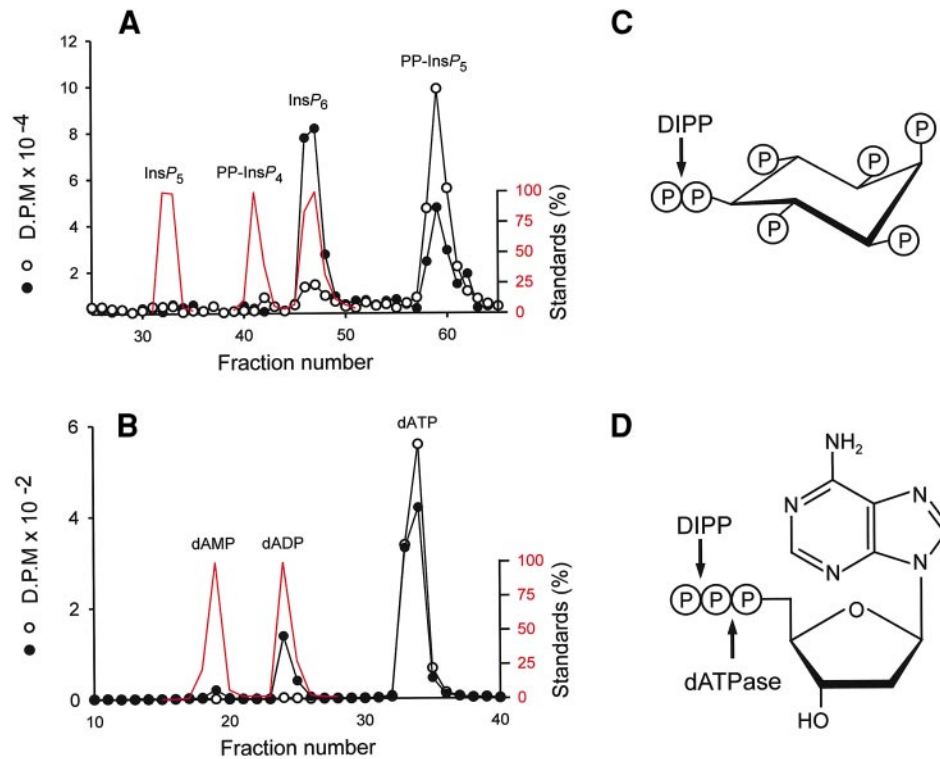 A
D.P.M x 10-4
12
10
8
6
4
2
InsP5
PP-InsP4
InsP6
PP-InsP5
100
75
50
25
0
Standards (%)
30
40
50
60
Fraction number
B
D.P.M x 10-2
6
4
2
0
dAMP
dADP
dATP
100
75
50
25
0
Standards (%)
10
20
30
40
Fraction number
C
DIPP
P
P
P
P
P P
P
P
D
NH2
N
N
N
N
DIPP
P P P
O
dATPase
HO